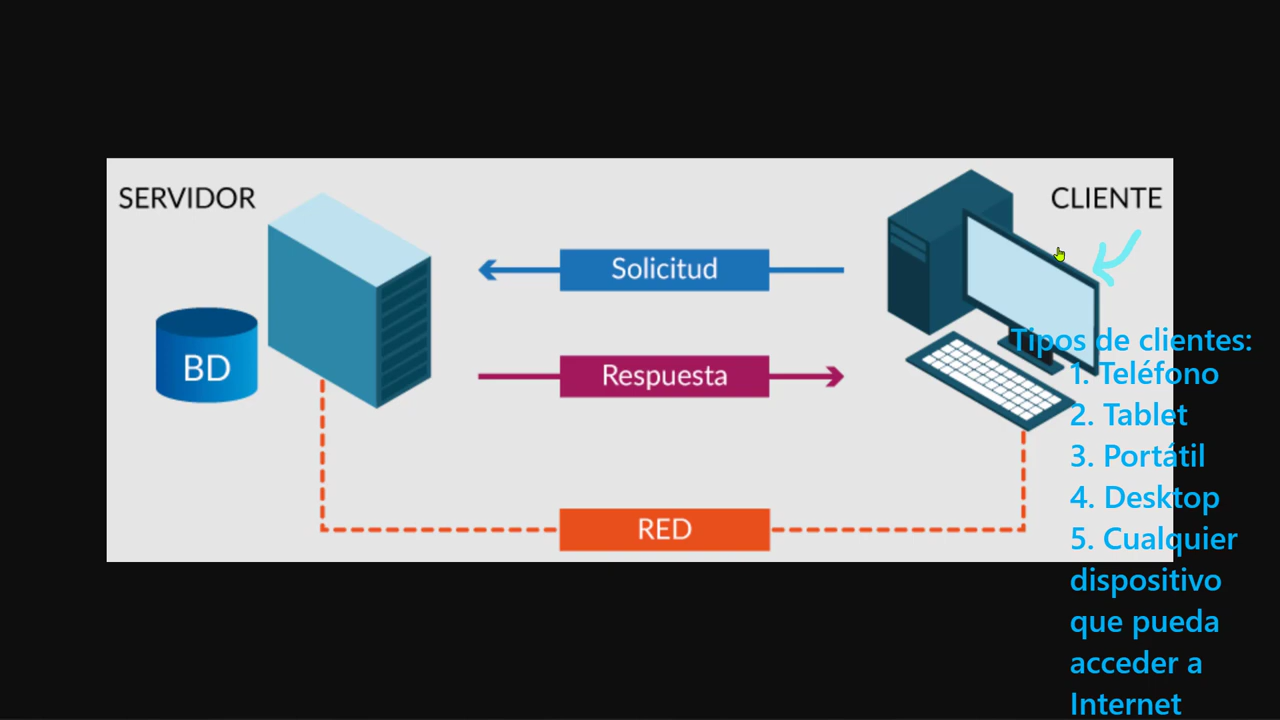 SERVIDOR
CLIENTE
Solicitud
BD
Respuesta
RED
Tipos de clientes:
1. Teléfono
2. Tablet
3. Portátil
4. Desktop
5. Cualquier
dispositivo
que pueda
acceder a
Internet